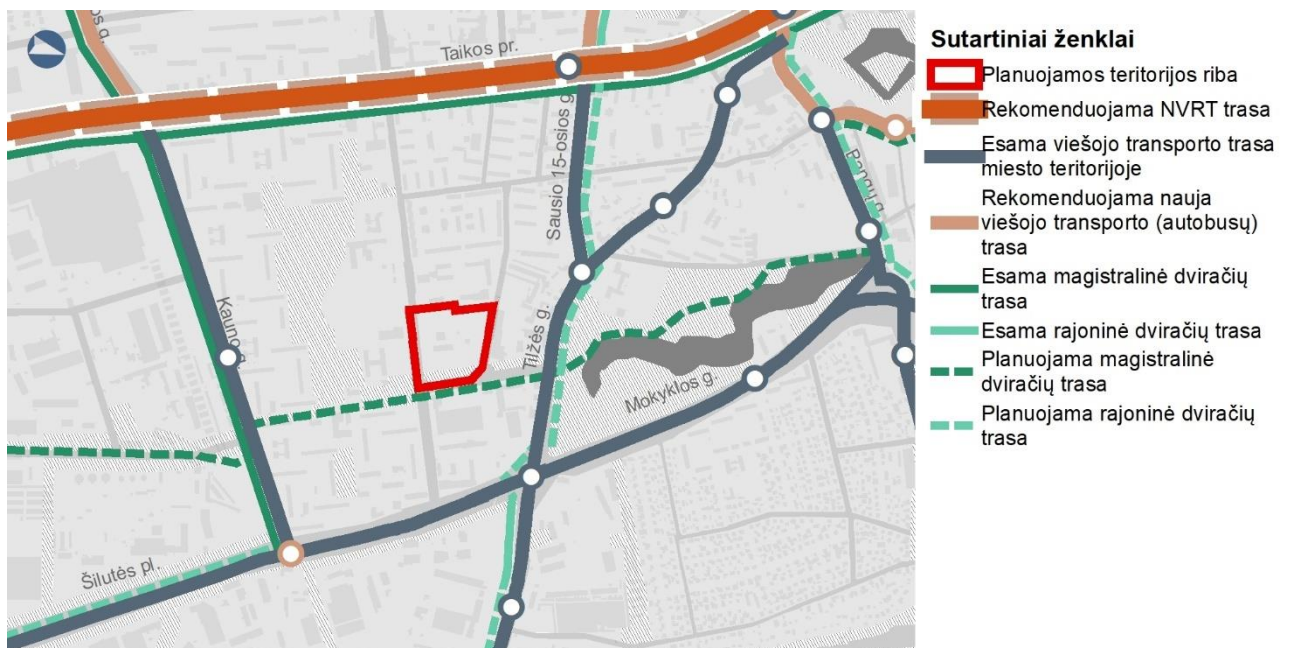 os g.
Taikos pr.
Sausio 15-osios g.
Bangų g.
Kauno g.
Tilžės g.
Mokyklos g.
Šilutės pl.
Sutartiniai ženklai
Planuojamos teritorijos riba
Rekomenduojama NVRT trasa
Esama viešojo transporto trasa
miesto teritorijoje
Rekomenduojama nauja
viešojo transporto (autobusų)
trasa
Esama magistralinė dviračių
trasa
Esama rajoninė dviračių trasa
Planuojama magistralinė
dviračių trasa
Planuojama rajoninė dviračių
trasa